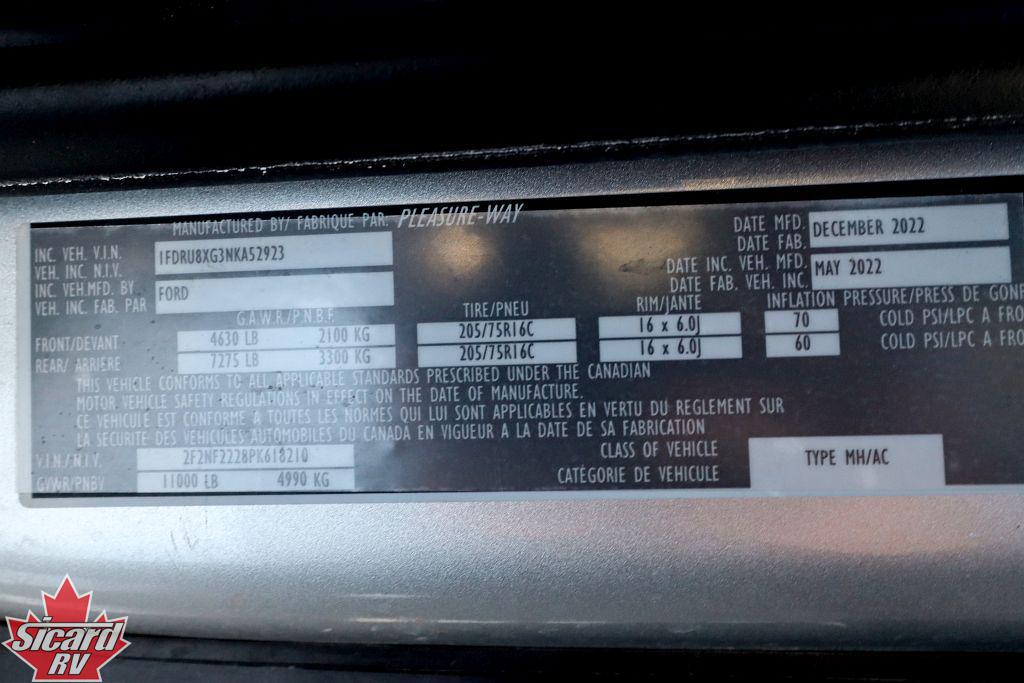 MANUFACTURED BY/ FABRIQUE PAR. PLEASURE-WAY
INC. VEH. V.I.N.
VEH. INC. N.I.V.
1FDRU8XG3NKA52923
INC. VEH.MFD. BY
VEH. INC. FAB. PAR
FORD
DATE MFD.
DATE FAB.
DECEMBER 2022
DATE INC. VEH. MFD.
DATE FAB. VEH. INC.
MAY 2022
G.A.W.R./P.N.B.E. TIRE/PNEU RIM/JANTE INFLATION PRESSURE/PRES DE GONF
FRONT/DEVANT 4630 LB 2100 KG 205/75R16C 16 x 6.0J 70 COLD PSI/LPC A FRO
REAR/ ARRIERE 7275 LB 3300 KG 205/75R16C 16 x 6.0J 60 COLD PSI/LPC A FRO
THIS VEHICLE CONFORMS TO ALL APPLICABLE STANDARDS PRESCRIBED UNDER THE CANADIAN
MOTOR VEHICLE SAFETY REGULATIONS IN EFFECT ON THE DATE OF MANUFACTURE.
CE VEHICULE EST CONFORME A TOUTES LES NORMES QUI LUI SONT APPLICABLES EN VERTU DU REGLEMENT SUR
LA SECURITE DES VEHICULES AUTOMOBILES DU CANADA EN VIGUEUR A LA DATE DE SA FABRICATION
V.I.N/N.I.V. 2F2NF2228PK618210
GVWR/PNBV 11000 LB 4990 KG
CLASS OF VEHICLE
CATÉGORIE DE VEHICULE
TYPE MH/AC
Sicard
RV